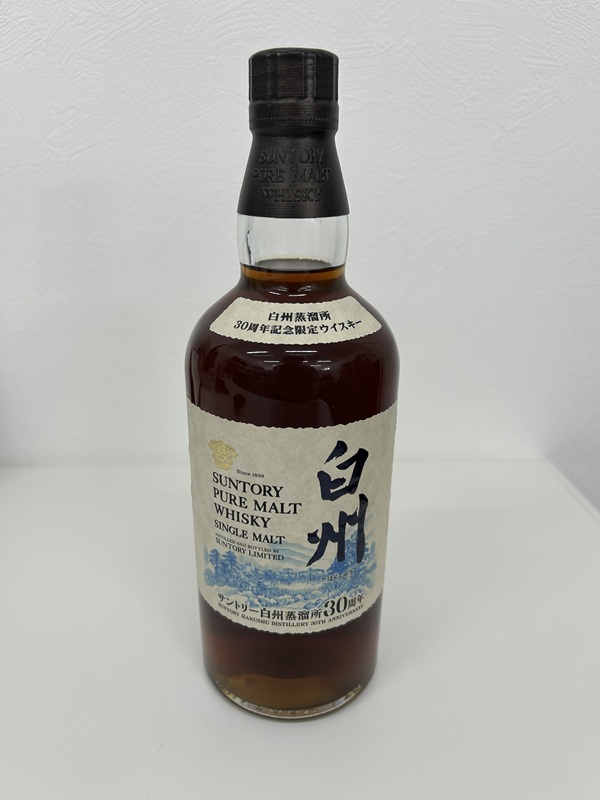 SUNTORY
PURE MALT
WHISKY
白州蒸溜所
30周年記念限定ウイスキー
Since 1899
SUNTORY
PURE MALT
WHISKY
SINGLE MALT
DISTILLED AND BOTTLED BY
SUNTORY LIMITED
白州
サントリー白州蒸溜所30周年
SUNTORY HAKUSHU DISTILLERY 30TH ANNIVERSARY